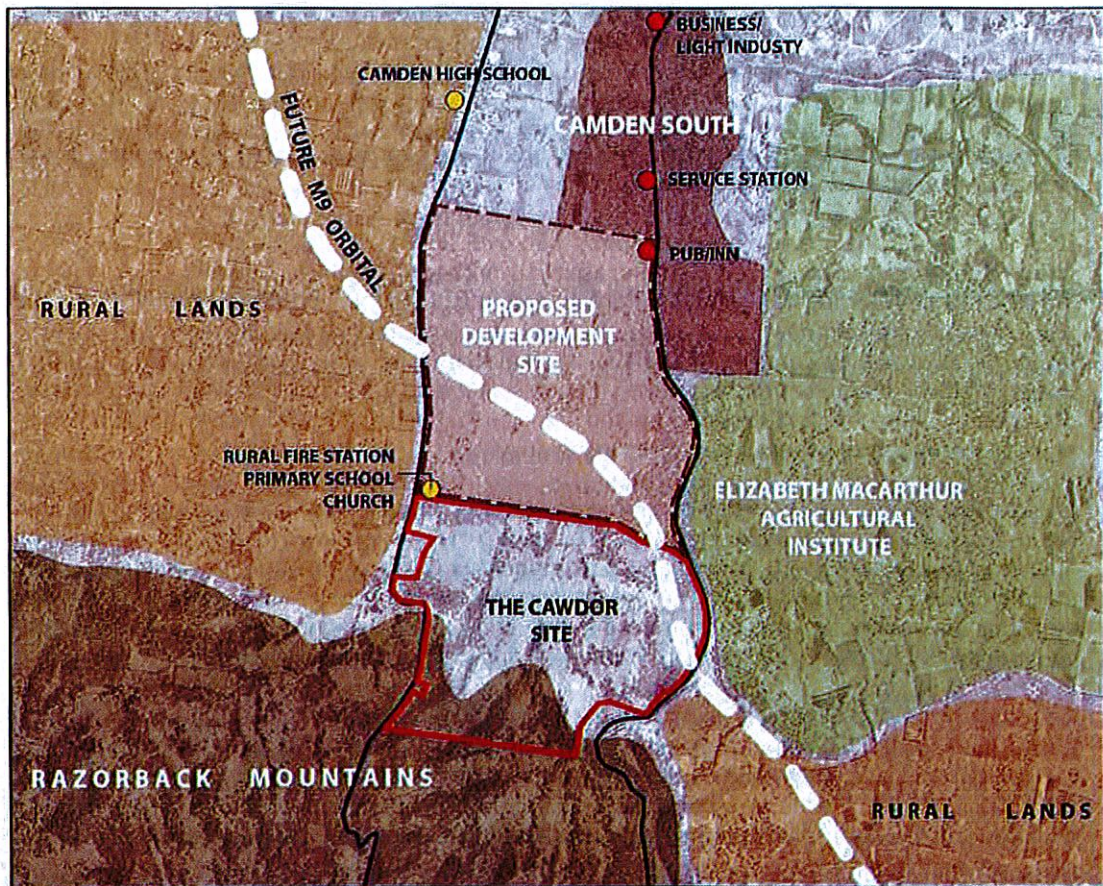 BUSINESS/
LIGHT INDUSTY
CAMDEN HIGH SCHOOL
CAMDEN SOUTH
FUTURE M9 ORBITAL
SERVICE STATION
PUB/INN
RURAL LANDS
PROPOSED
DEVELOPMENT
SITE
RURAL FIRE STATION
PRIMARY SCHOOL
CHURCH
ELIZABETH MACARTHUR
AGRICULTURAL
INSTITUTE
THE CAWDOR
SITE
RAZORBACK MOUNTAINS
RURAL LANDS